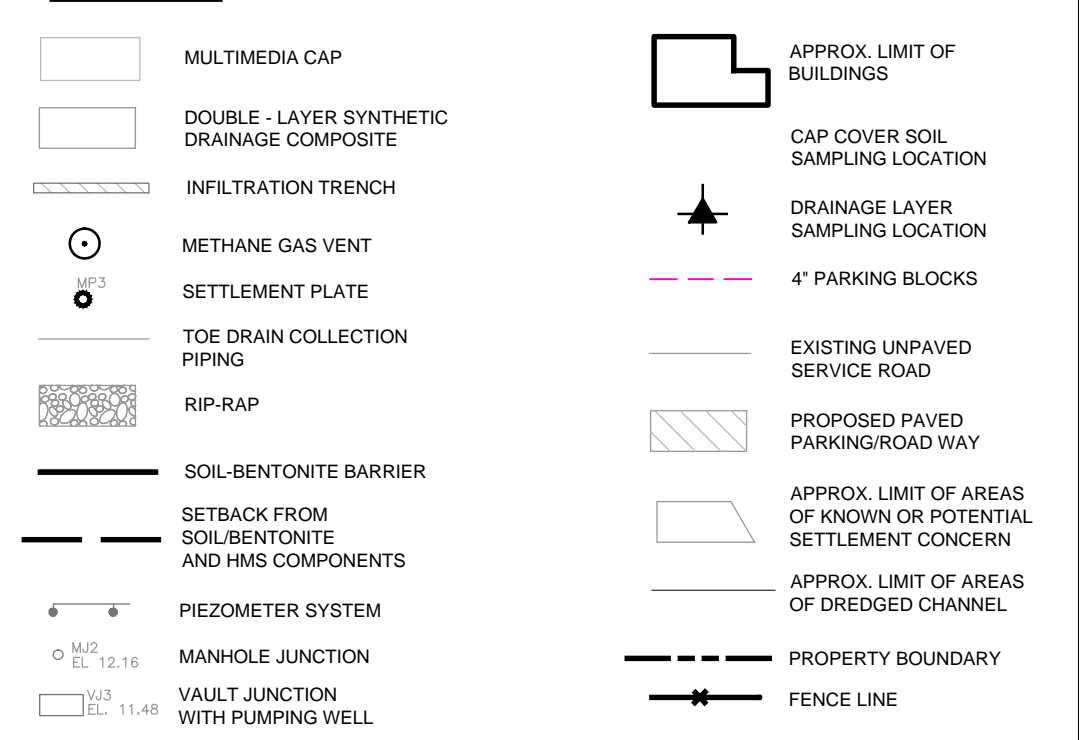 MULTIMEDIA CAP
DOUBLE - LAYER SYNTHETIC
DRAINAGE COMPOSITE
INFILTRATION TRENCH
METHANE GAS VENT
MP3
SETTLEMENT PLATE
TOE DRAIN COLLECTION
PIPING
RIP-RAP
SOIL-BENTONITE BARRIER
SETBACK FROM
SOIL/BENTONITE
AND HMS COMPONENTS
PIEZOMETER SYSTEM
MJ2
EL 12.16
MANHOLE JUNCTION
VJ3
EL. 11.48
VAULT JUNCTION
WITH PUMPING WELL
APPROX. LIMIT OF
BUILDINGS
CAP COVER SOIL
SAMPLING LOCATION
DRAINAGE LAYER
SAMPLING LOCATION
4" PARKING BLOCKS
EXISTING UNPAVED
SERVICE ROAD
PROPOSED PAVED
PARKING/ROAD WAY
APPROX. LIMIT OF AREAS
OF KNOWN OR POTENTIAL
SETTLEMENT CONCERN
APPROX. LIMIT OF AREAS
OF DREDGED CHANNEL
PROPERTY BOUNDARY
FENCE LINE